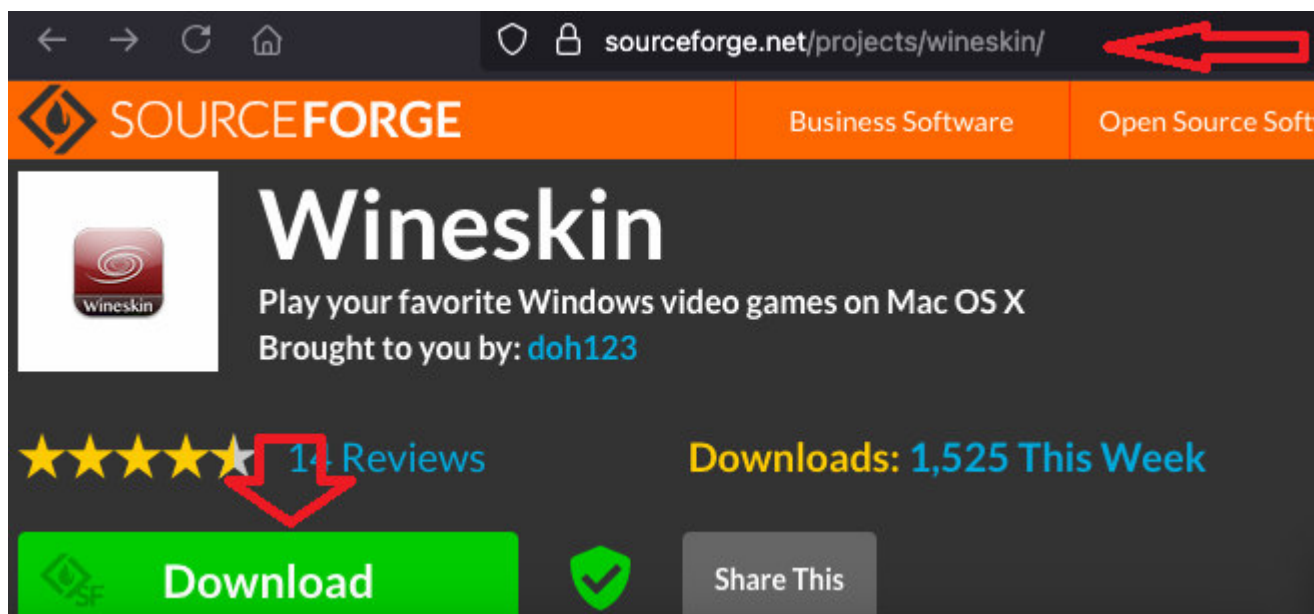 sourceforge.net/projects/wineskin/
SOURCEFORGE
Business Software
Open Source Soft
Wineskin
Wineskin
Play your favorite Windows video games on Mac OS X
Brought to you by: doh123
14 Reviews
Downloads: 1,525 This Week
SF
Download
Share This